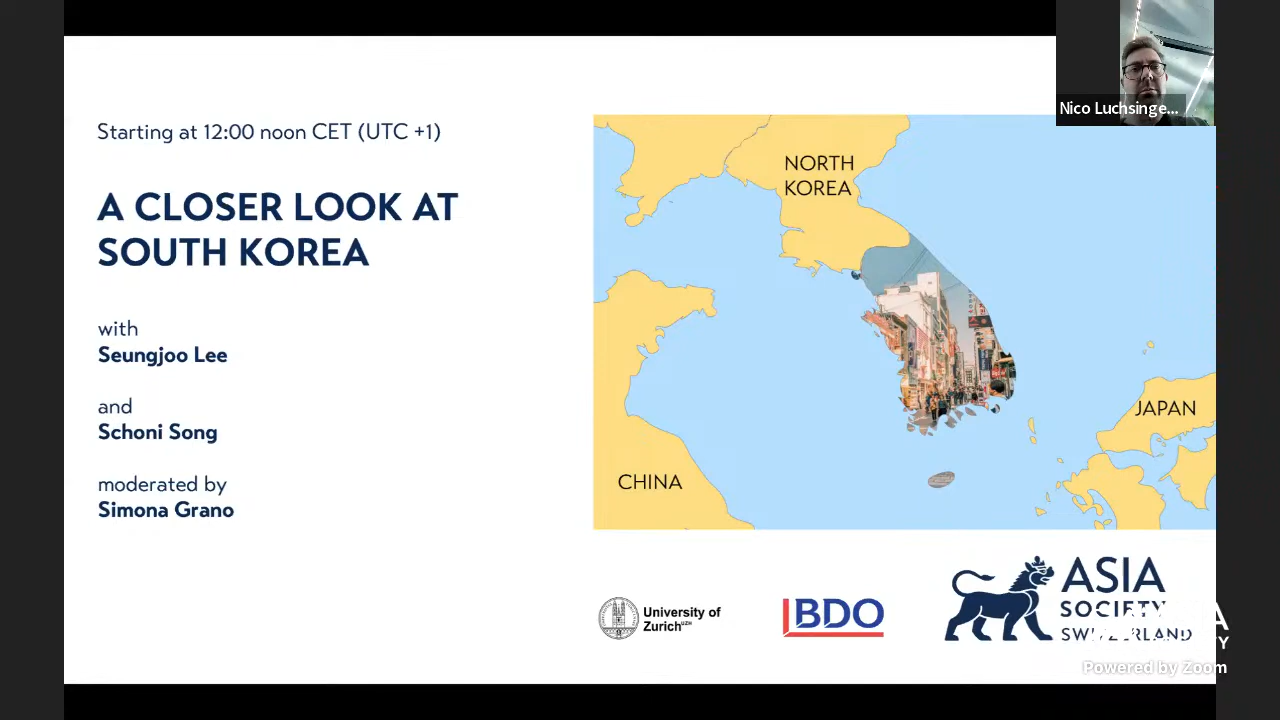 Starting at 12:00 noon CET (UTC +1)
A CLOSER LOOK AT
SOUTH KOREA
with
Seungjoo Lee
and
Schoni Song
moderated by
Simona Grano
Nico Luchsinge...
NORTH
KOREA
JAPAN
CHINA
University of
Zurich UZH
BDO
ASIA
SOCIETY
SWITZERLAND
Powered by Zoom